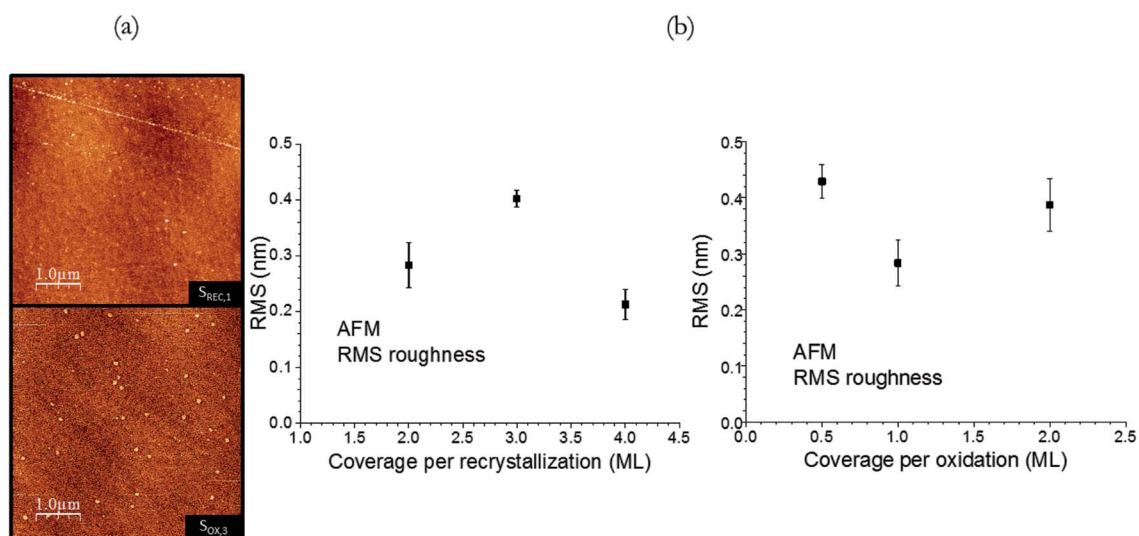 (a)
(b)
1.0μm
S_REC,1
1.0μm
S_OX,3
0.5
0.4
0.3
0.2
0.1
0.0
RMS (nm)
AFM
RMS roughness
1.0 1.5 2.0 2.5 3.0 3.5 4.0 4.5
Coverage per recrystallization (ML)
0.5
0.4
0.3
0.2
0.1
0.0
RMS (nm)
AFM
RMS roughness
0.0 0.5 1.0 1.5 2.0 2.5
Coverage per oxidation (ML)